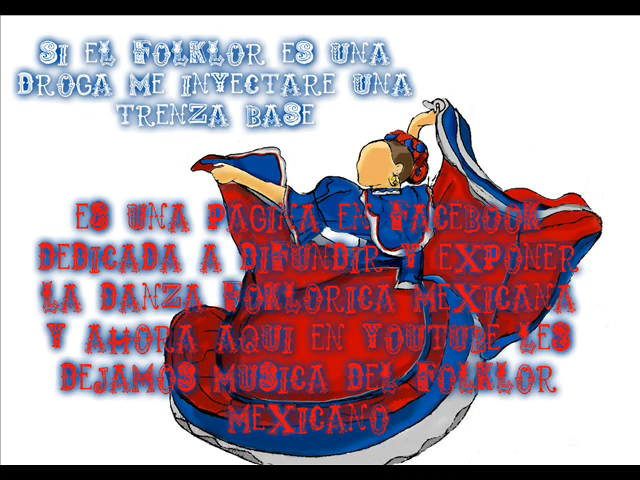 SI EL FOLKLOR ES UNA
DROGA ME INYECTARE UNA
TRENZA BASE
ES UNA PAGINA EN FACEBOOK
DEDICADA A DIFUNDIR Y EXPONER
LA DANZA FOKLORICA MEXICANA
Y AHORA AQUI EN YOUTUBE LES
DEJAMOS MUSICA DEL FOLKLOR
MEXICANO